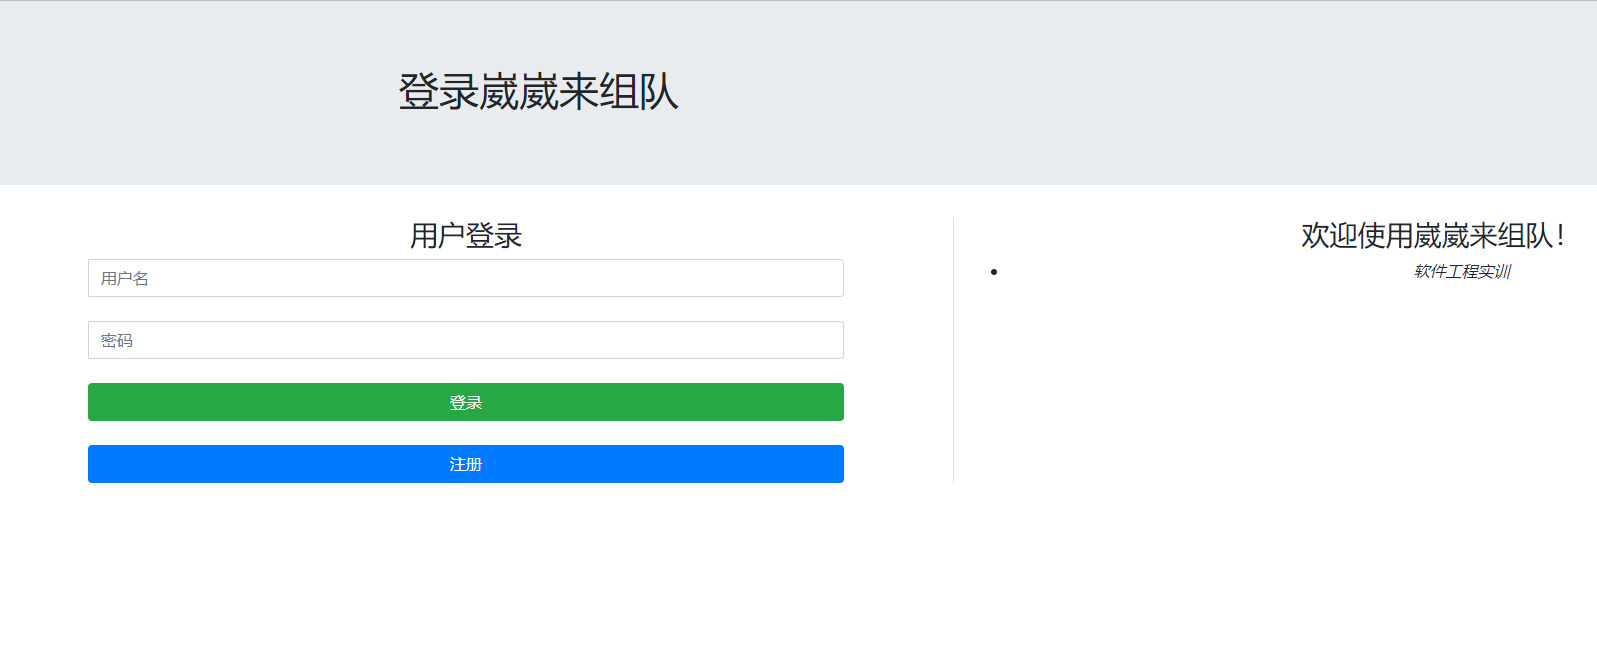 登录崴崴来组队
用户登录
用户名
密码
登录
注册
欢迎使用崴崴来组队！
软件工程实训